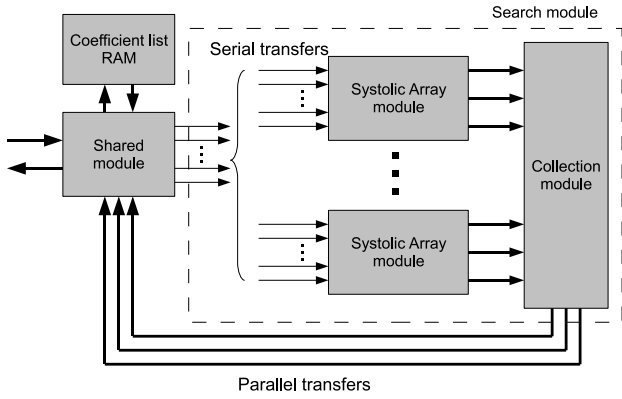 Search module
Coefficient list
RAM
Serial transfers
Systolic Array
module
Shared
module
Collection
module
Systolic Array
module
Parallel transfers